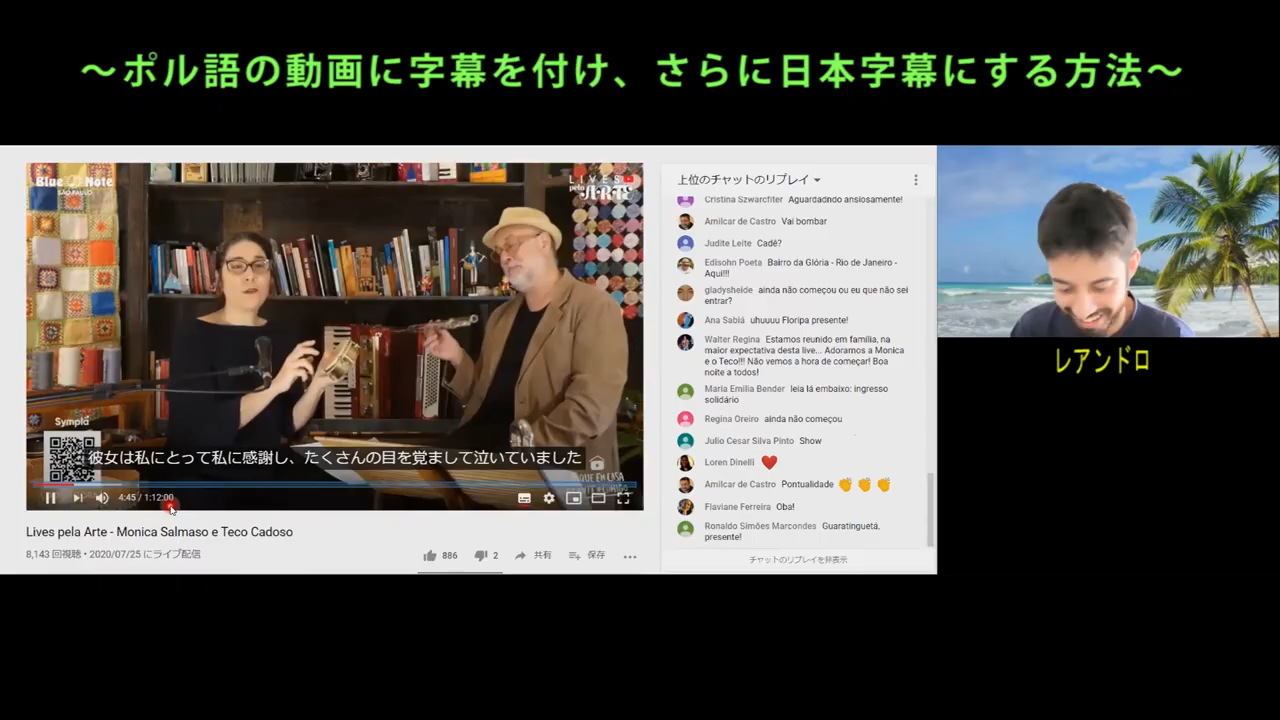 ～ポル語の動画に字幕を付け、さらに日本字幕にする方法～
Blue Note
SÃO PAULO
LIVES
pelo
ARTE
Sympla
彼女は私にとって私に感謝し、たくさんの目を覚まして泣いていました
4:45 / 1:12:00
Lives pela Arte - Monica Salmaso e Teco Cadoso
8,143 回視聴・2020/07/25 にライブ配信
886
2
共有
保存
上位のチャットのリプレイ
Cristina Szwarcfiter Aguardadndo ansiosamente!
Amilcar de Castro Vai bombar
Judite Leite Cadê?
Edisohn Poeta Bairro da Glória - Rio de Janeiro -
Aqui!!!
gladysheide ainda não começou ou eu que não sei
entrar?
Ana Sabiá uhuuuu Floripa presente!
Walter Regina Estamos reunido em família, na
maior expectativa desta live... Adoramos a Monica
e o Teco!!! Não vemos a hora de começar! Boa
noite a todos!
Maria Emilia Bender leia lá embaixo: ingresso
solidário
Regina Oreiro ainda não começou
Julio Cesar Silva Pinto Show
Loren Dinelli ❤️
Amilcar de Castro Pontualidade 👏 👏 👏
Flaviane Ferreira Oba!
Ronaldo Simões Marcondes Guaratinguetá,
presente!
チャットのリプレイを非表示
レアンドロ